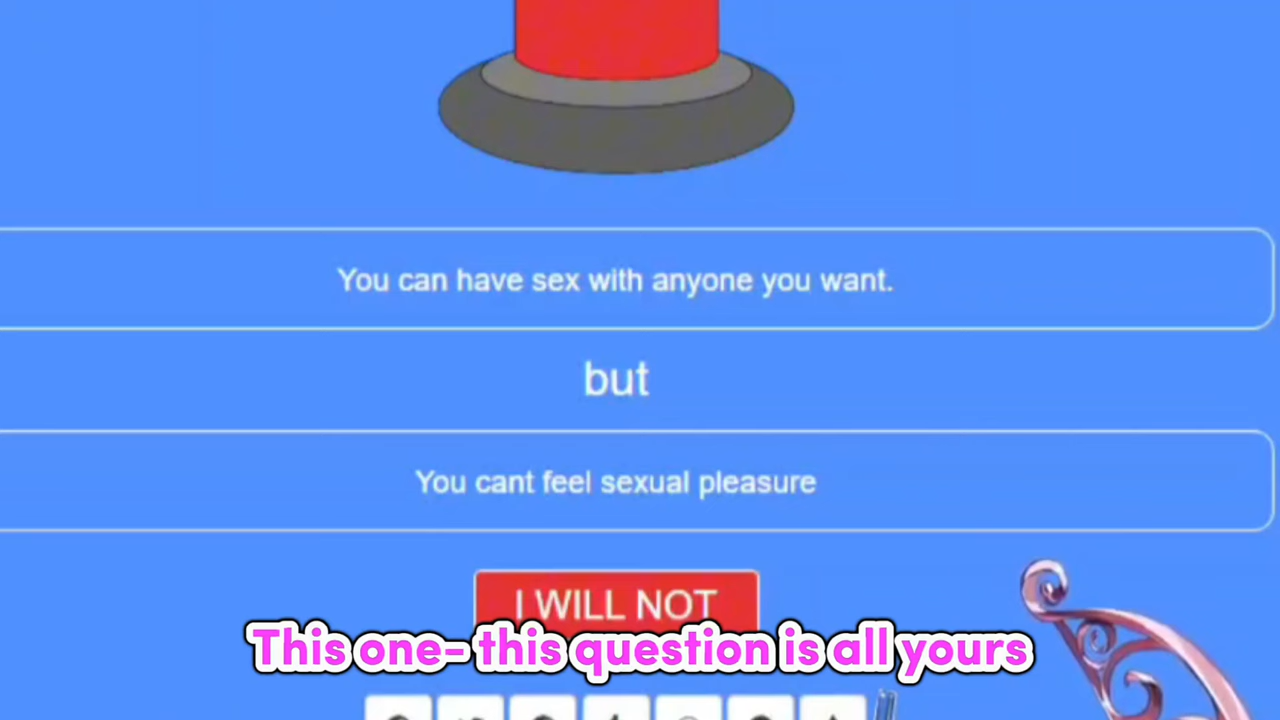 You can have sex with anyone you want.
but
You cant feel sexual pleasure
I WILL NOT
This one- this question is all yours